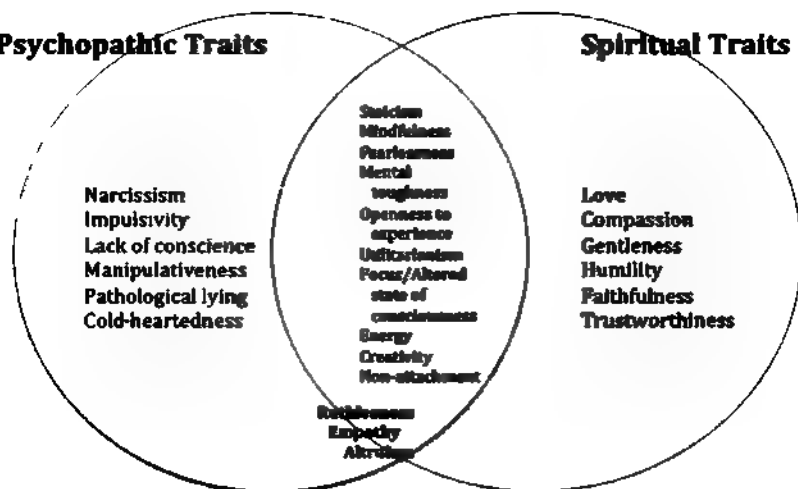 Psychopathic Traits
Spiritual Traits
Narcissism
Impulsivity
Lack of conscience
Manipulativeness
Pathological lying
Cold-heartedness
Stoicism
Mindfulness
Fearlessness
Mental
toughness
Openness to
experience
Utilitarianism
Focus/Altered
state of
consciousness
Energy
Creativity
Non-attachment
Ruthlessness
Empathy
Altruism
Love
Compassion
Gentleness
Humility
Faithfulness
Trustworthiness